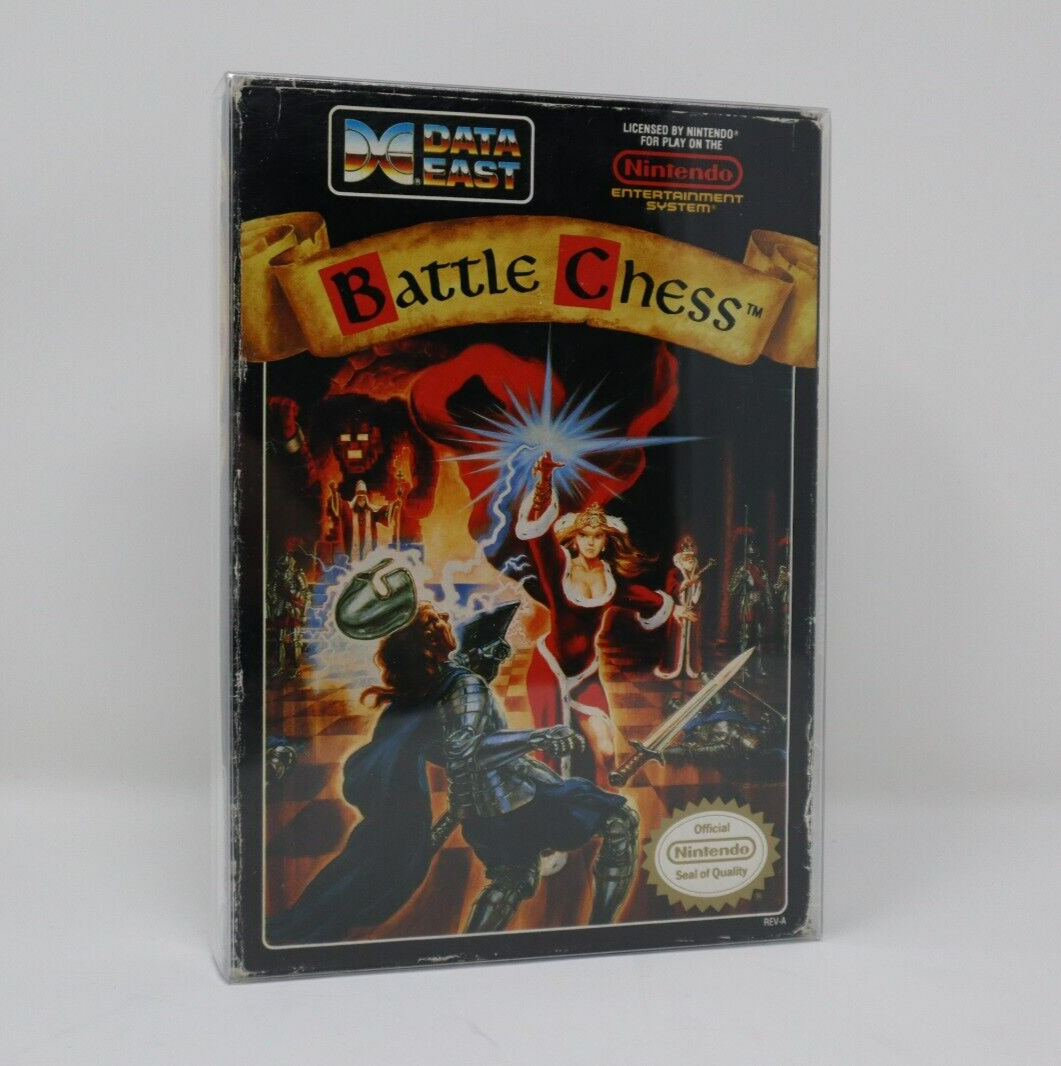 DATA
EAST
LICENSED BY NINTENDO®
FOR PLAY ON THE
Nintendo
ENTERTAINMENT
SYSTEM®
Battle Chess™
Official
Nintendo
Seal of Quality
REV-A